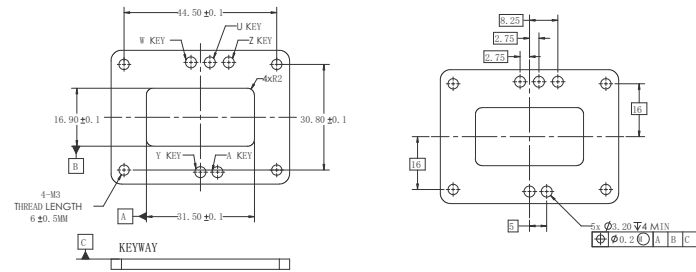 44.50 ±0.1
U KEY
W KEY
Z KEY
4xR2
16.90 ±0.1
30.80 ±0.1
B
Y KEY
A KEY
4-M3
THREAD LENGTH
6 ±0.5MM
A
31.50 ±0.1
C
KEYWAY
8.25
2.75
2.75
16
16
5
5x Ø3.20 ↧4 MIN
⌖ Ø0.2 Ⓜ A B C